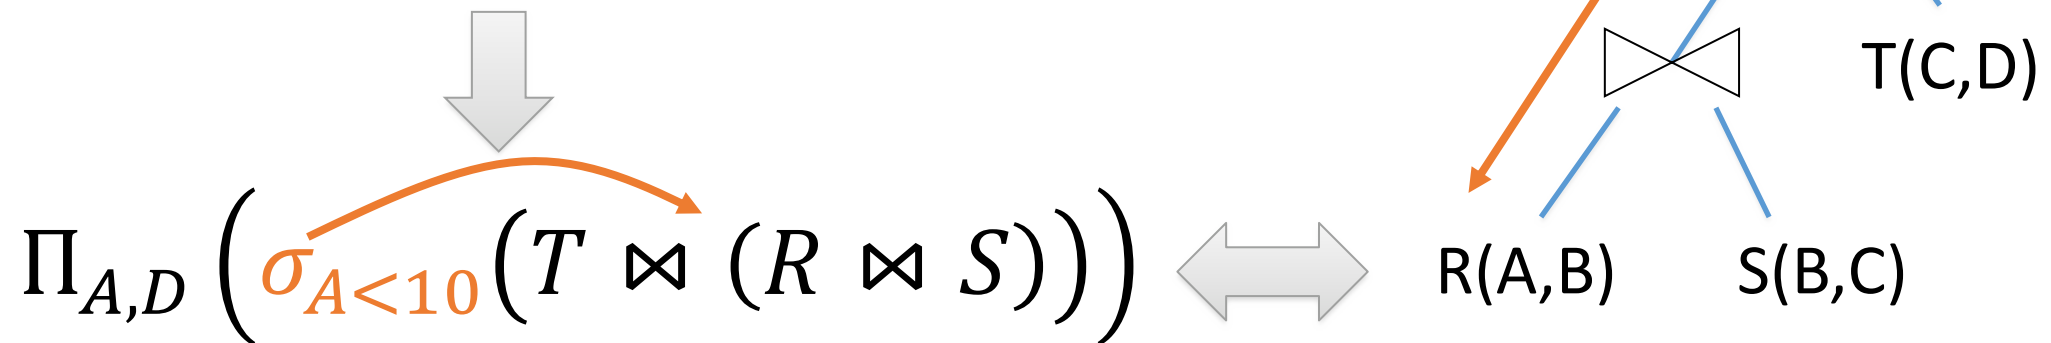 T(C,D)
Π_{A,D} (σ_{A<10} (T ⋈ (R ⋈ S)))
R(A,B) S(B,C)